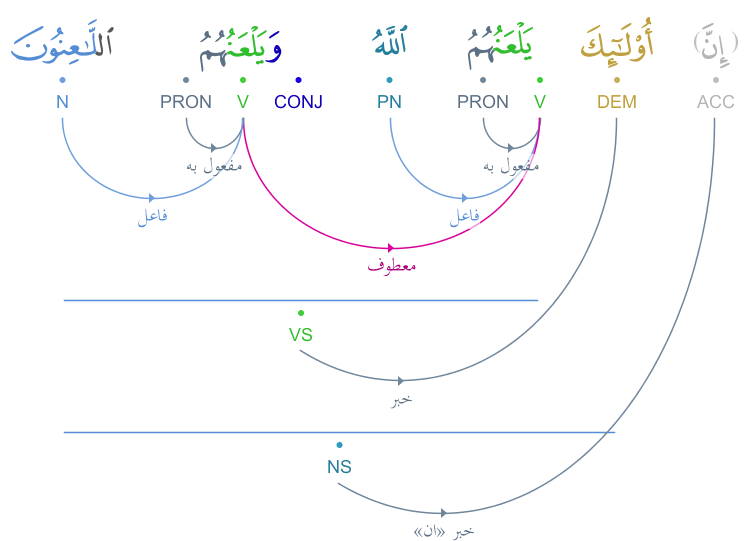 (إِنَّ) أُو۟لَـٰٓئِكَ يَلْعَنُهُمُ ٱللَّهُ وَيَلْعَنُهُمُ ٱللَّـٰعِنُونَ
ACC DEM V PRON PN CONJ V PRON N
مفعول به مفعول به
فاعل فاعل
معطوف
VS
خبر
NS
خبر «ان»